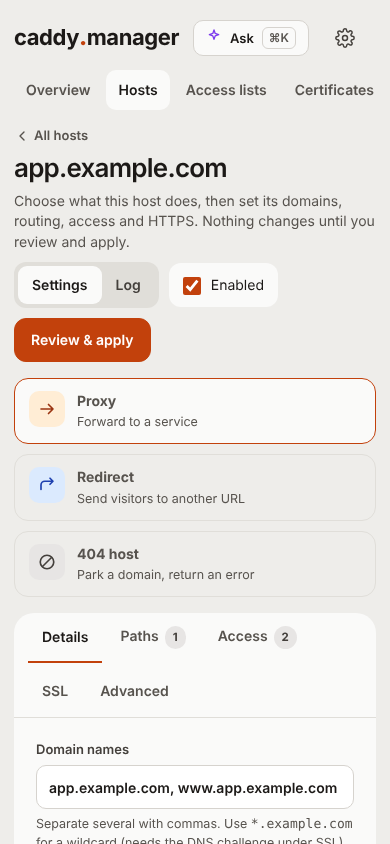 caddy.manager
Ask ⌘K
Overview Hosts Access lists Certificates
All hosts
app.example.com
Choose what this host does, then set its domains,
routing, access and HTTPS. Nothing changes until you
review and apply.
Settings Log Enabled
Review & apply
Proxy
Forward to a service
Redirect
Send visitors to another URL
404 host
Park a domain, return an error
Details Paths 1 Access 2
SSL Advanced
Domain names
app.example.com, www.app.example.com
Separate several with commas. Use *.example.com
for a wildcard (needs the DNS challenge under SSL)